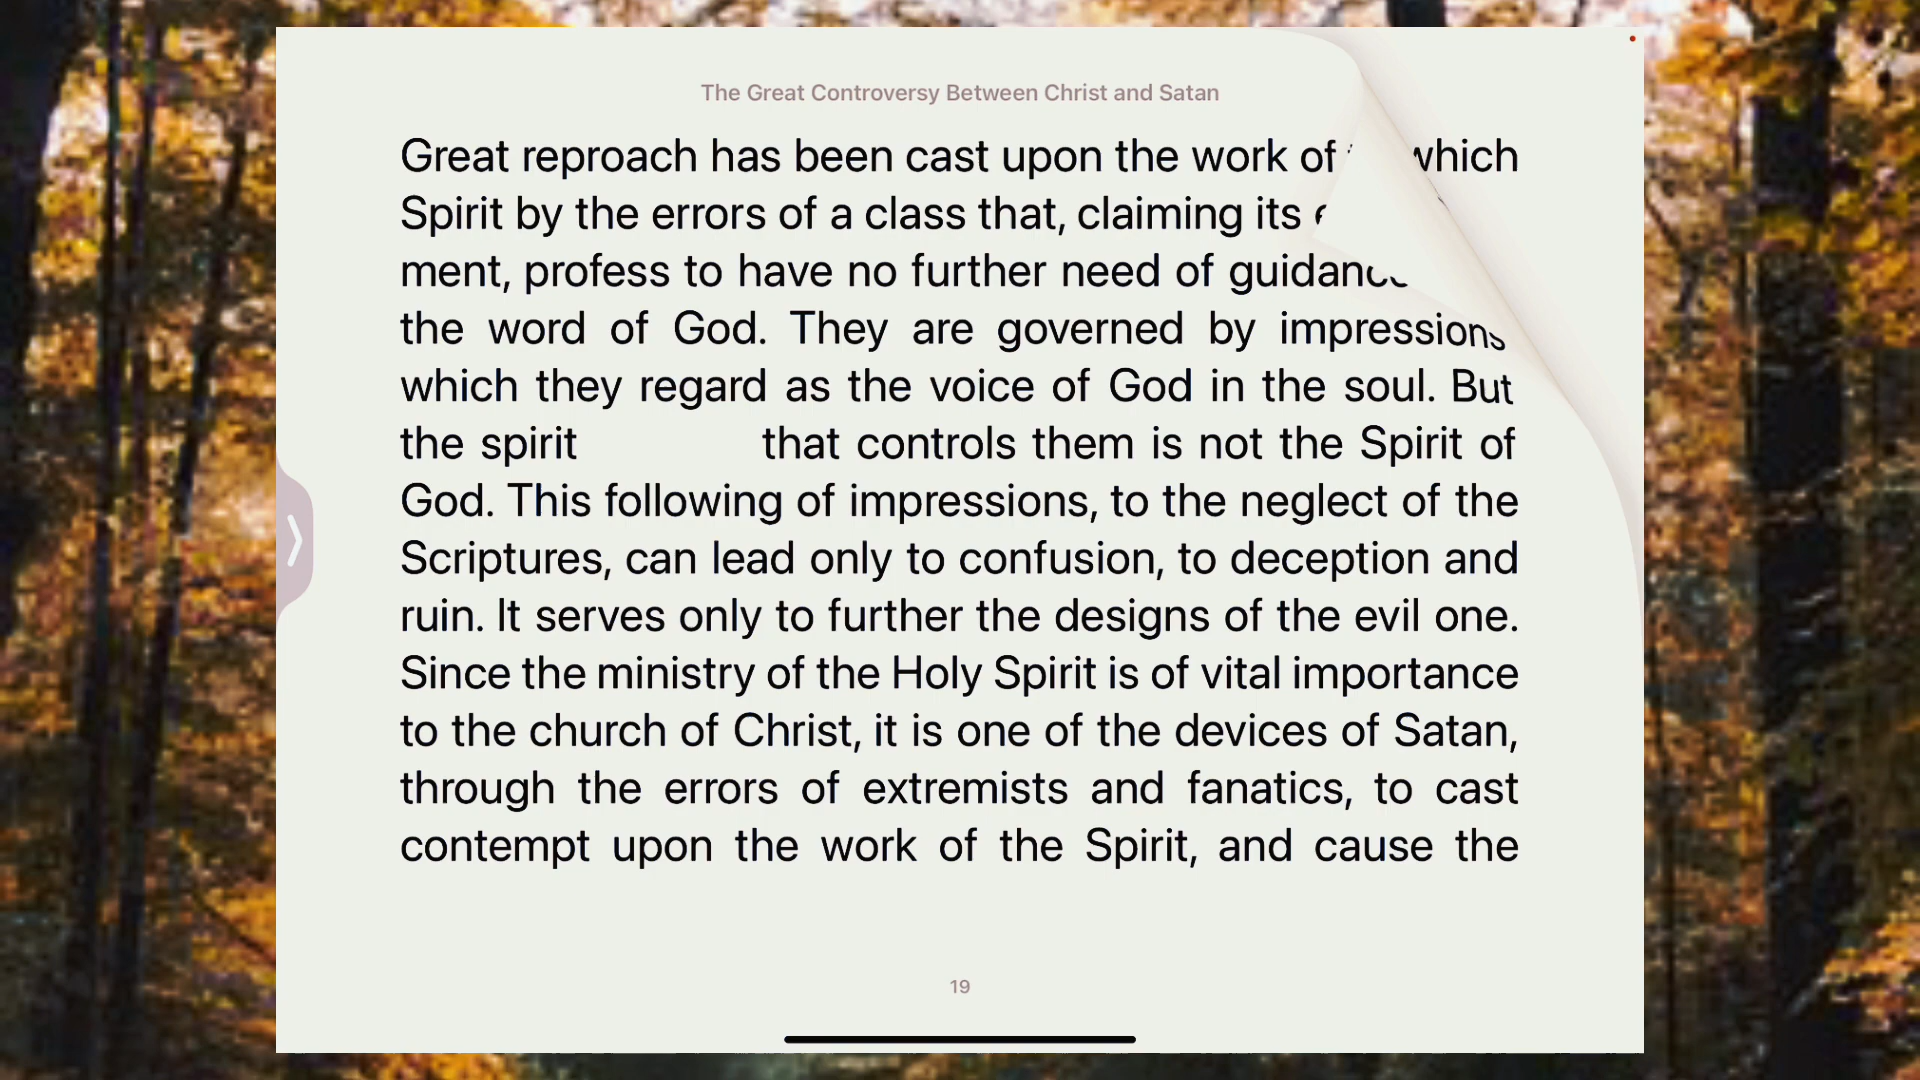 The Great Controversy Between Christ and Satan
Great reproach has been cast upon the work of which
Spirit by the errors of a class that, claiming its
ment, profess to have no further need of
the word of God. They are governed by impressions
which they regard as the voice of God in the soul. But
the spirit that controls them is not the Spirit of
God. This following of impressions, to the neglect of the
Scriptures, can lead only to confusion, to deception and
ruin. It serves only to further the designs of the evil one.
Since the ministry of the Holy Spirit is of vital importance
to the church of Christ, it is one of the devices of Satan,
through the errors of extremists and fanatics, to cast
contempt upon the work of the Spirit, and cause the
19